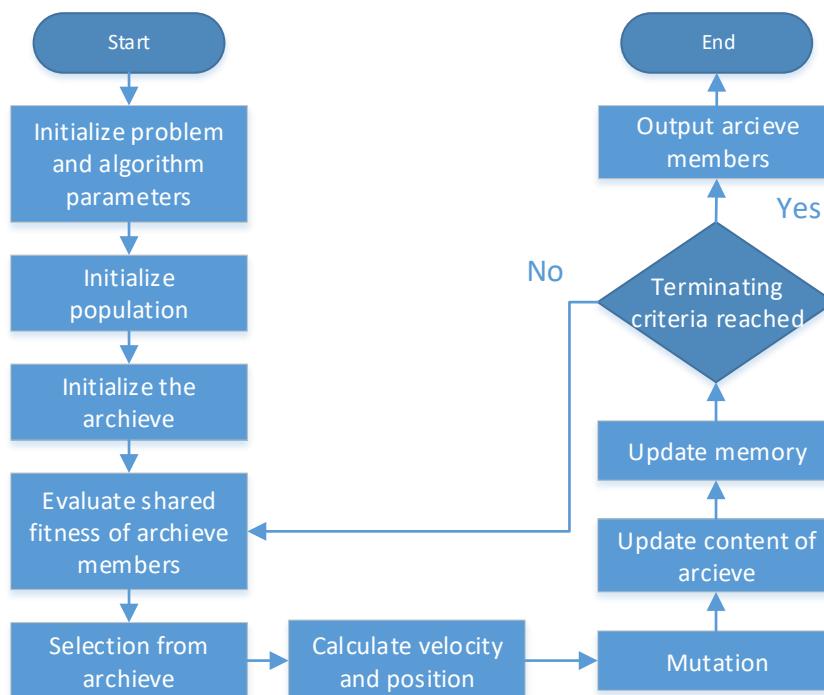 Start
Initialize problem
and algorithm
parameters
Initialize
population
Initialize the
archieve
Evaluate shared
fitness of archieve
members
Selection from
archieve
Calculate velocity
and position
Mutation
Update content of
arcieve
Update memory
Terminating
criteria reached
No
Yes
Output arcieve
members
End